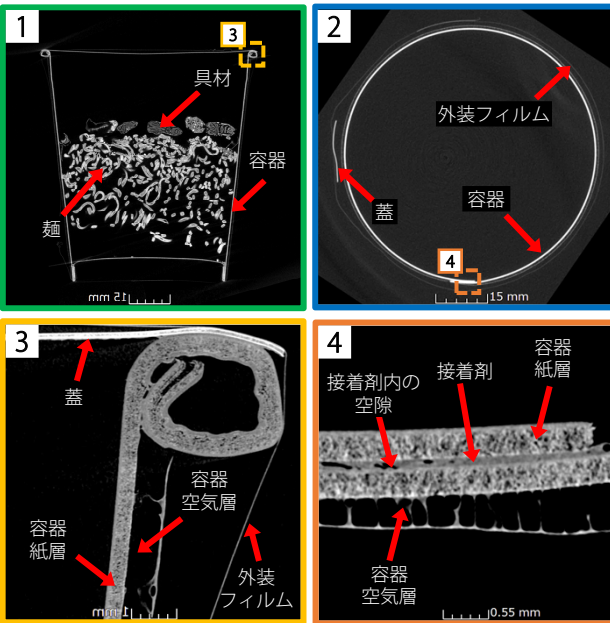 1
3
具材
容器
麺
15 mm
2
外装フィルム
蓋
容器
4
15 mm
3
蓋
容器
空気層
容器
紙層
外装
フィルム
1 mm
4
容器
紙層
接着剤内の
空隙
接着剤
容器
空気層
0.55 mm